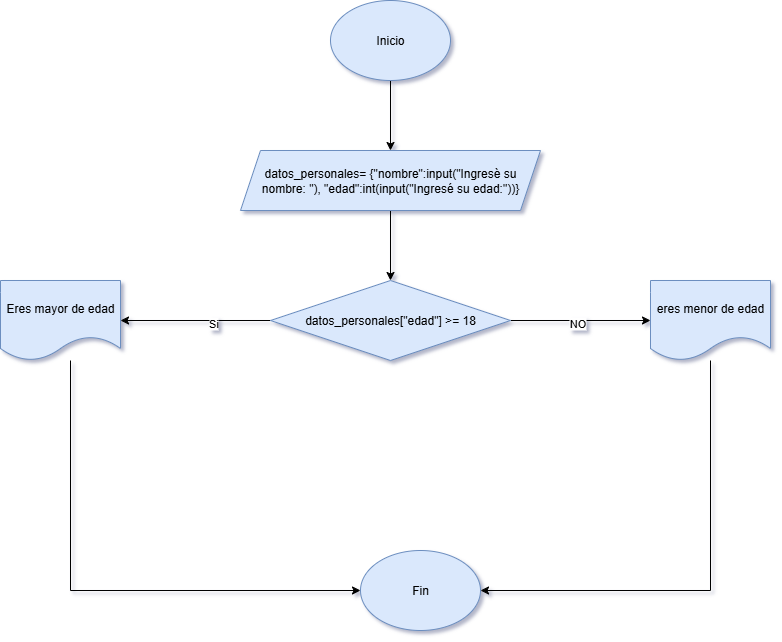 Inicio
datos_personales= {"nombre":input("Ingresè su
nombre: "), "edad":int(input("Ingresé su edad:"))}
Eres mayor de edad
SI
datos_personales["edad"] >= 18
NO
eres menor de edad
Fin